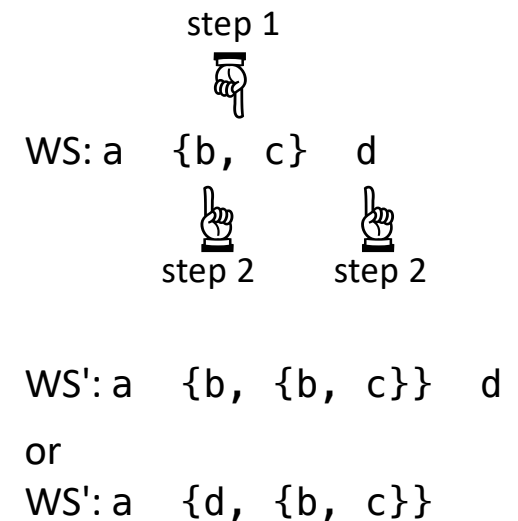 step 1
WS: a {b, c} d
step 2 step 2
WS': a {b, {b, c}} d
or
WS': a {d, {b, c}}